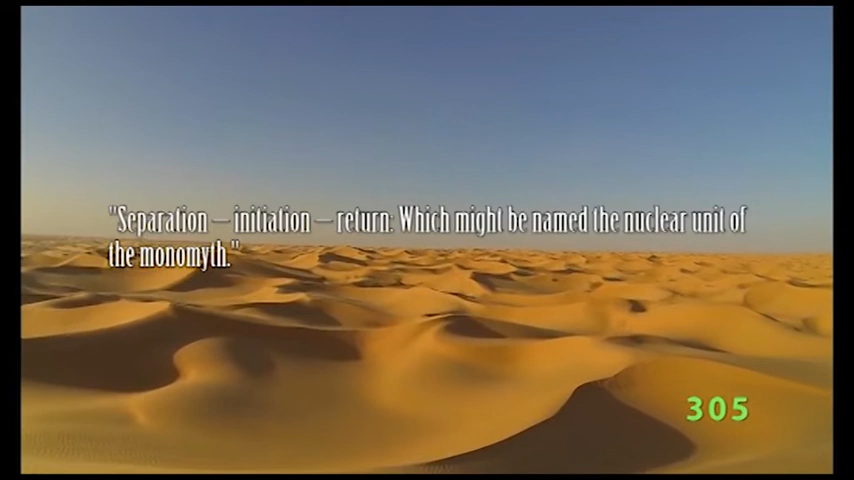 "Separation – initiation – return: Which might be named the nuclear unit of
the monomyth."
305